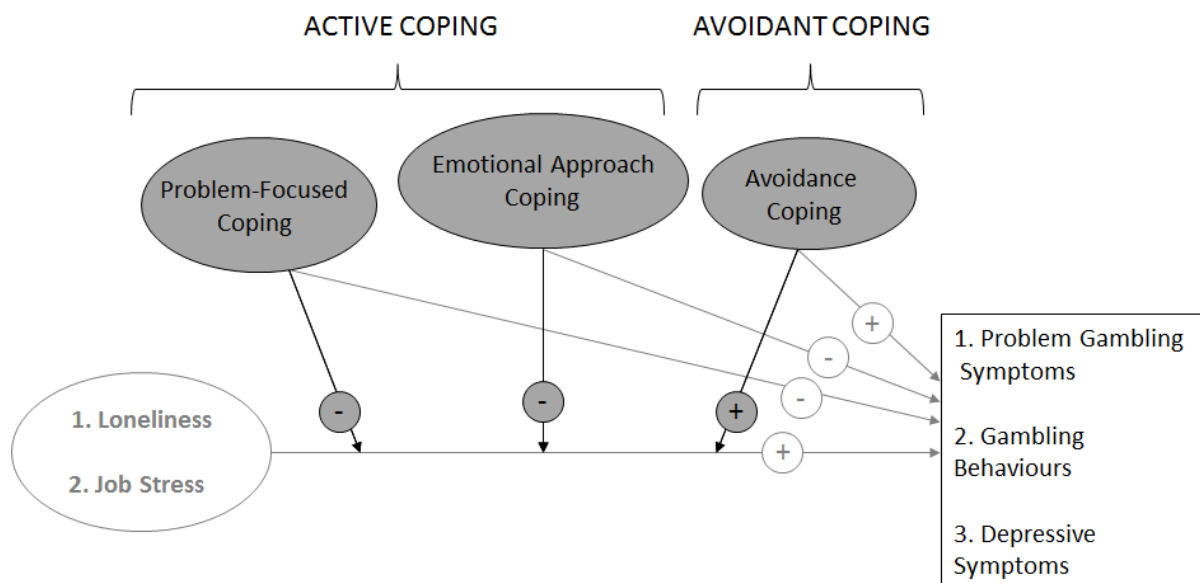 ACTIVE COPING
AVOIDANT COPING
Problem-Focused
Coping
Emotional Approach
Coping
Avoidance
Coping
+
-
-
-
-
+
+
1. Loneliness
2. Job Stress
1. Problem Gambling
Symptoms
2. Gambling
Behaviours
3. Depressive
Symptoms